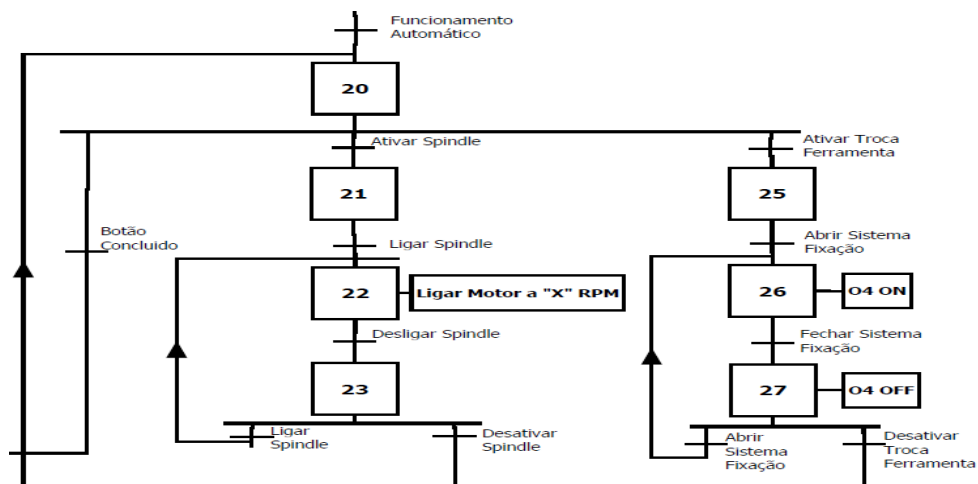 Funcionamento
Automático
20
Ativar Spindle
Ativar Troca
Ferramenta
21
25
Botão
Concluido
Ligar Spindle
Abrir Sistema
Fixação
22
Ligar Motor a "X" RPM
26
O4 ON
Desligar Spindle
Fechar Sistema
Fixação
23
27
O4 OFF
Ligar
Spindle
Desativar
Spindle
Abrir
Sistema
Fixação
Desativar
Troca
Ferramenta